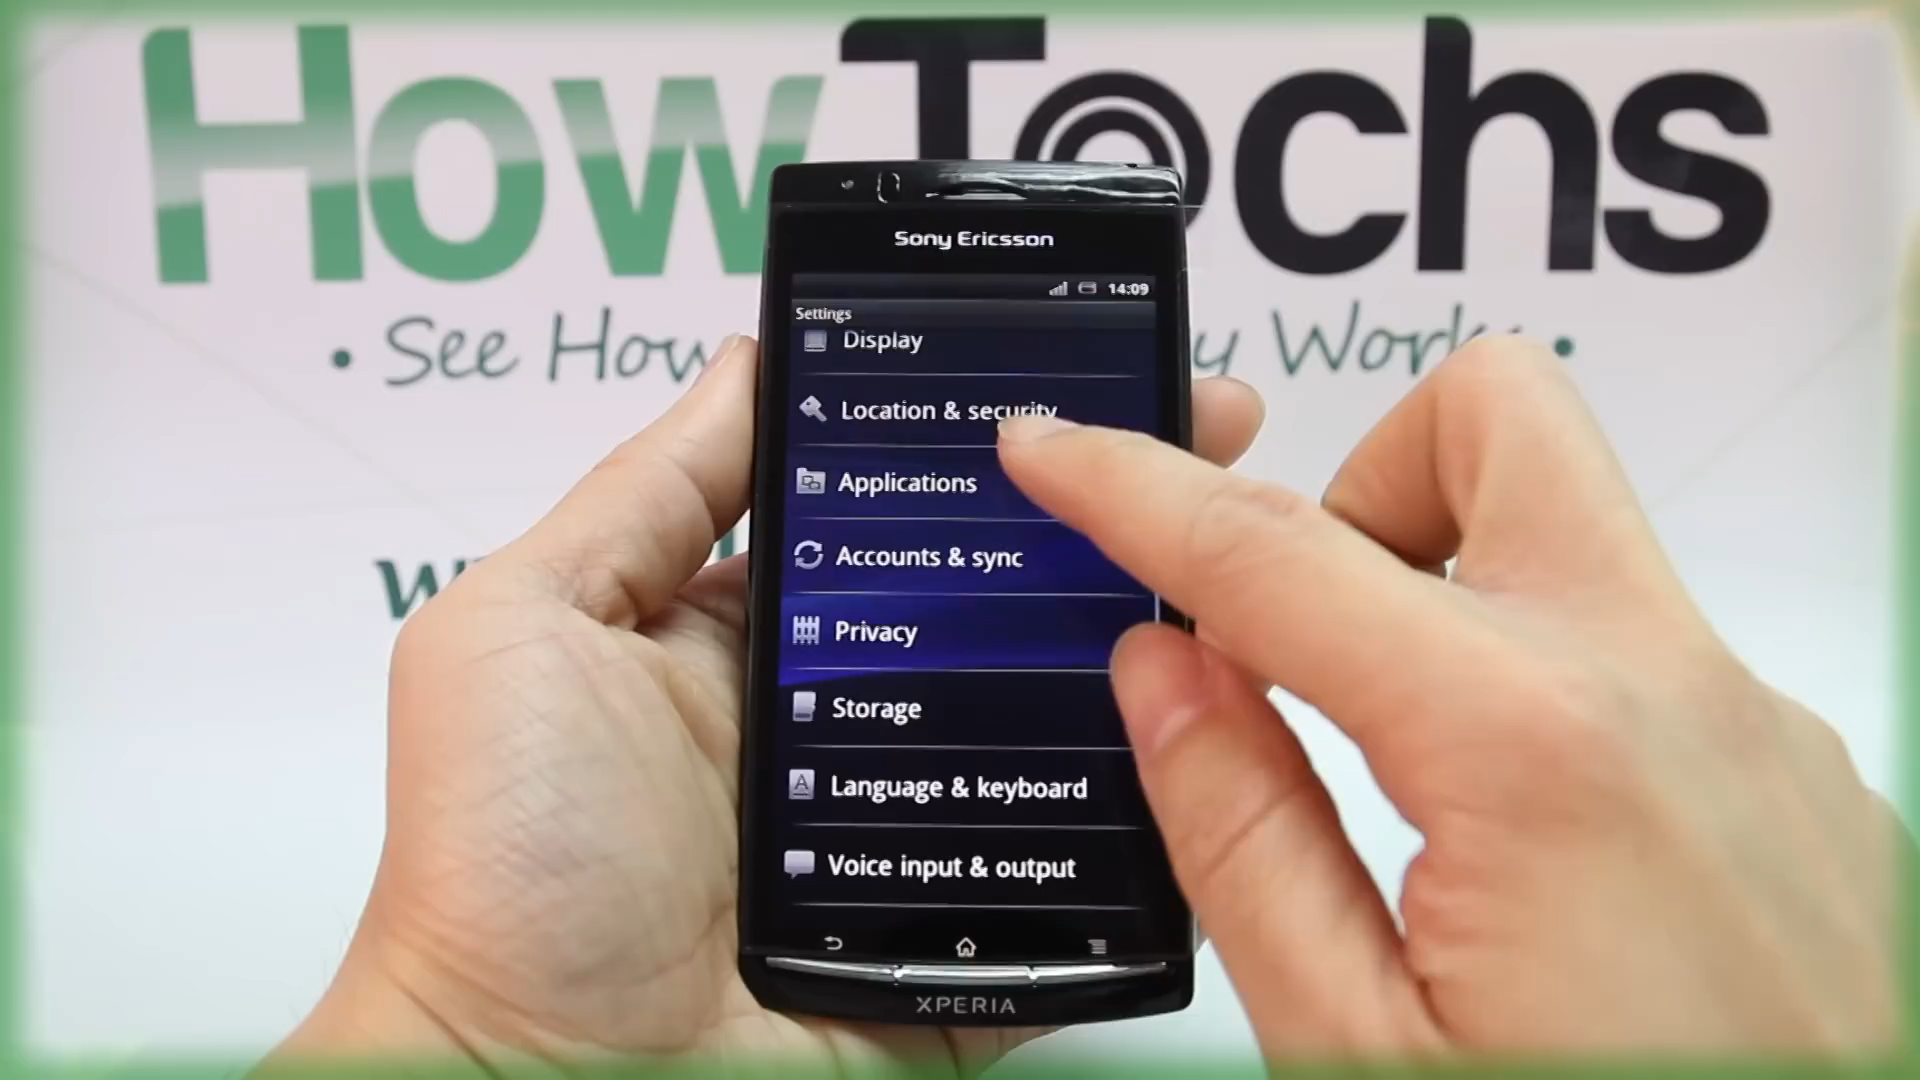 HowTechs
• See How y Work •
Sony Ericsson
14:09
Settings
Display
Location & security
Applications
Accounts & sync
Privacy
Storage
Language & keyboard
Voice input & output
XPERIA